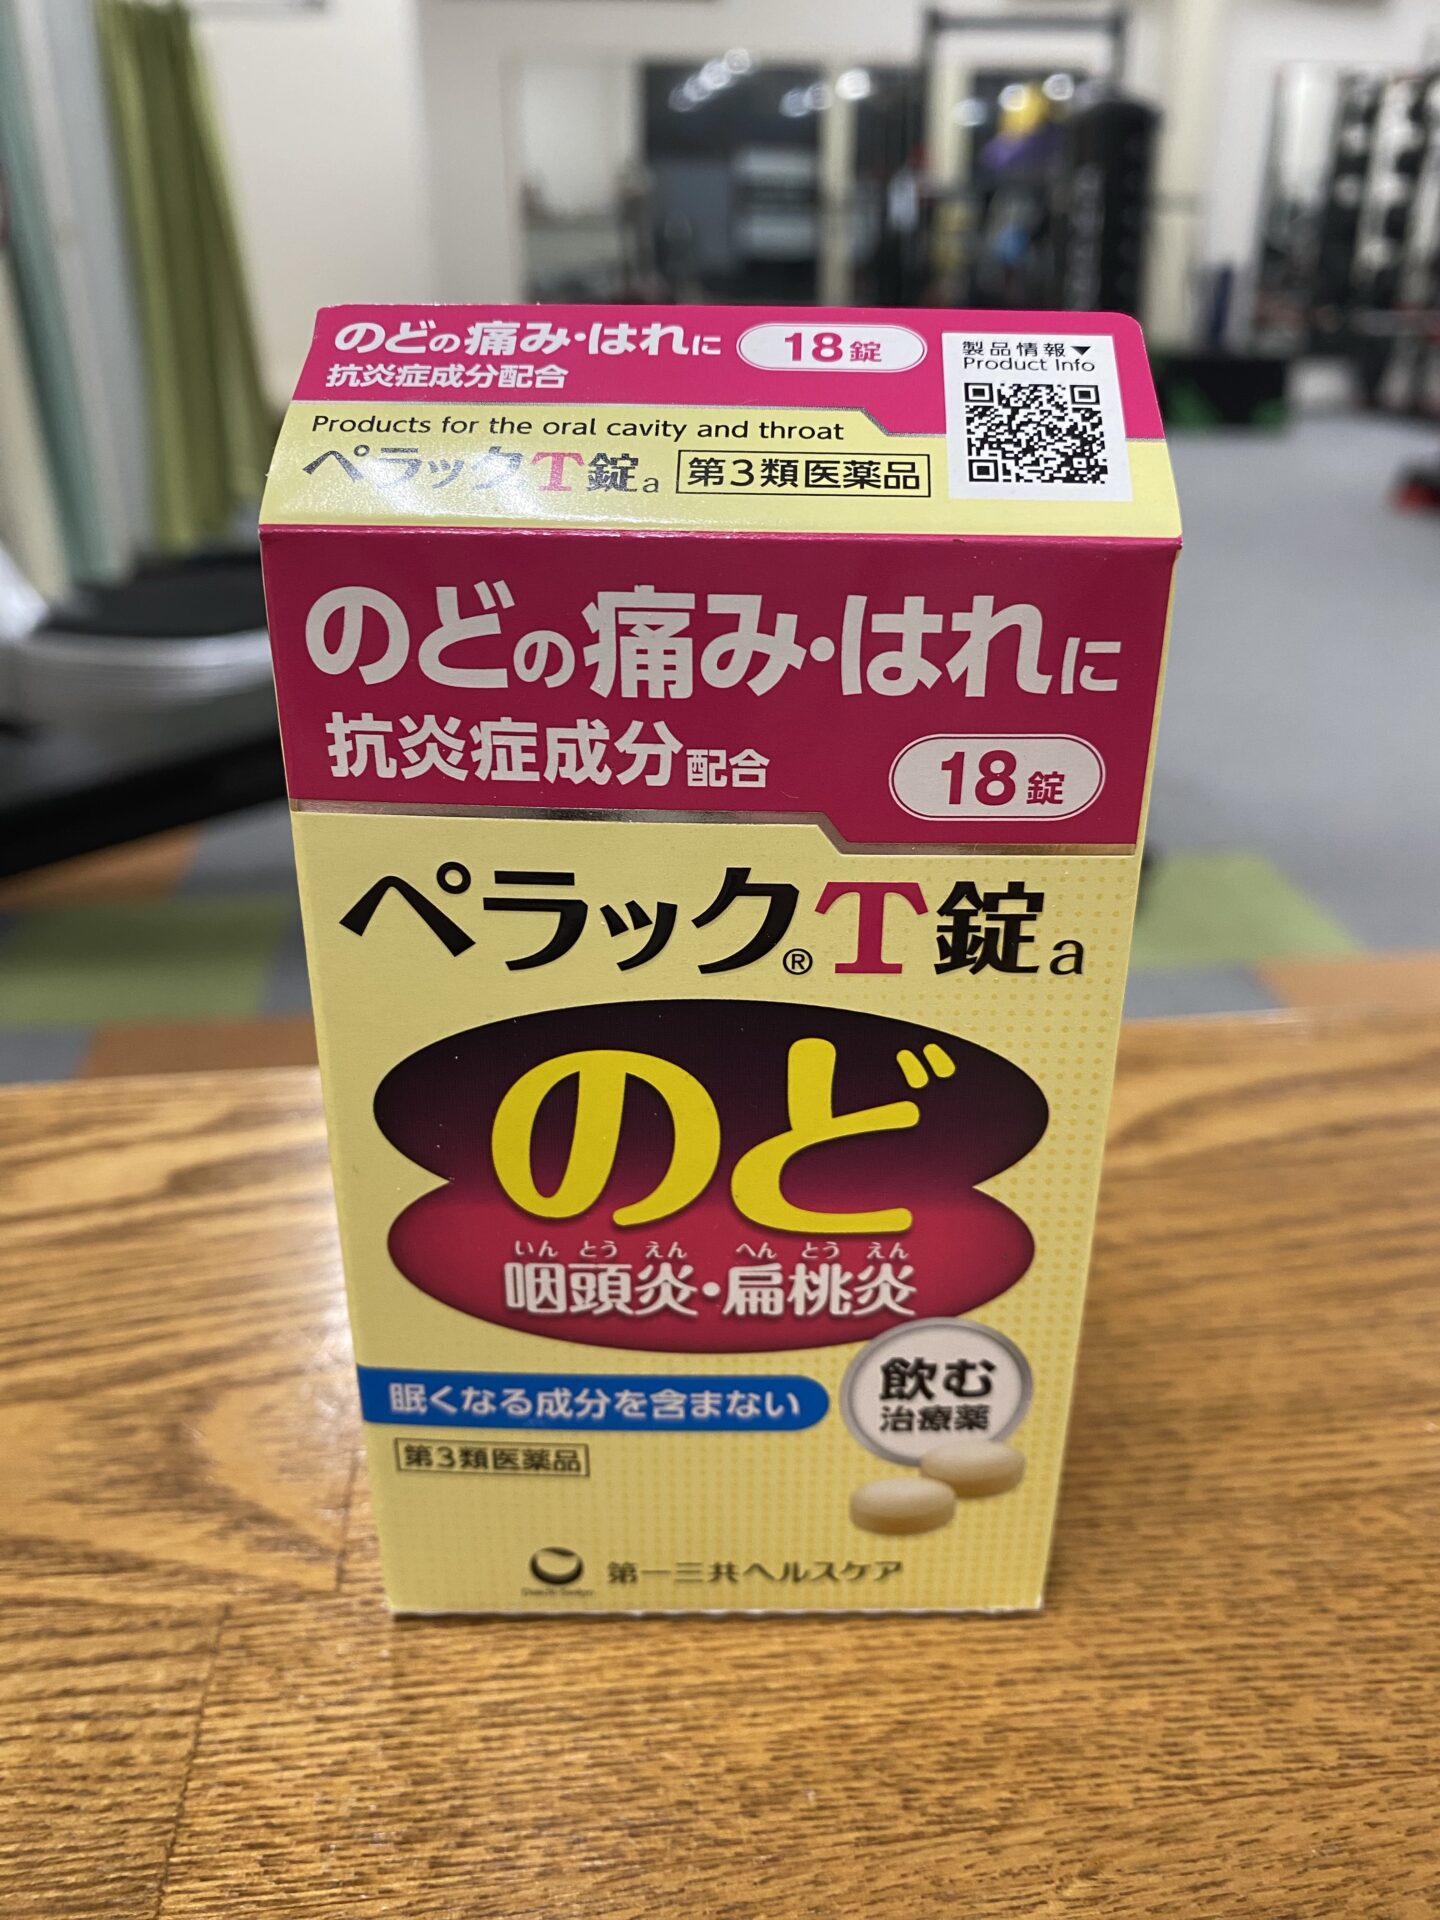 のどの痛み・はれに 18錠
抗炎症成分配合
製品情報▼
Product Info
Products for the oral cavity and throat
ペラックT錠a 第3類医薬品
のどの痛み・はれに
抗炎症成分配合
18錠
ペラック®T錠a
のど
いんとうえん へんとうえん
咽頭炎・扁桃炎
飲む
治療薬
眠くなる成分を含まない
第3類医薬品
第一三共ヘルスケア